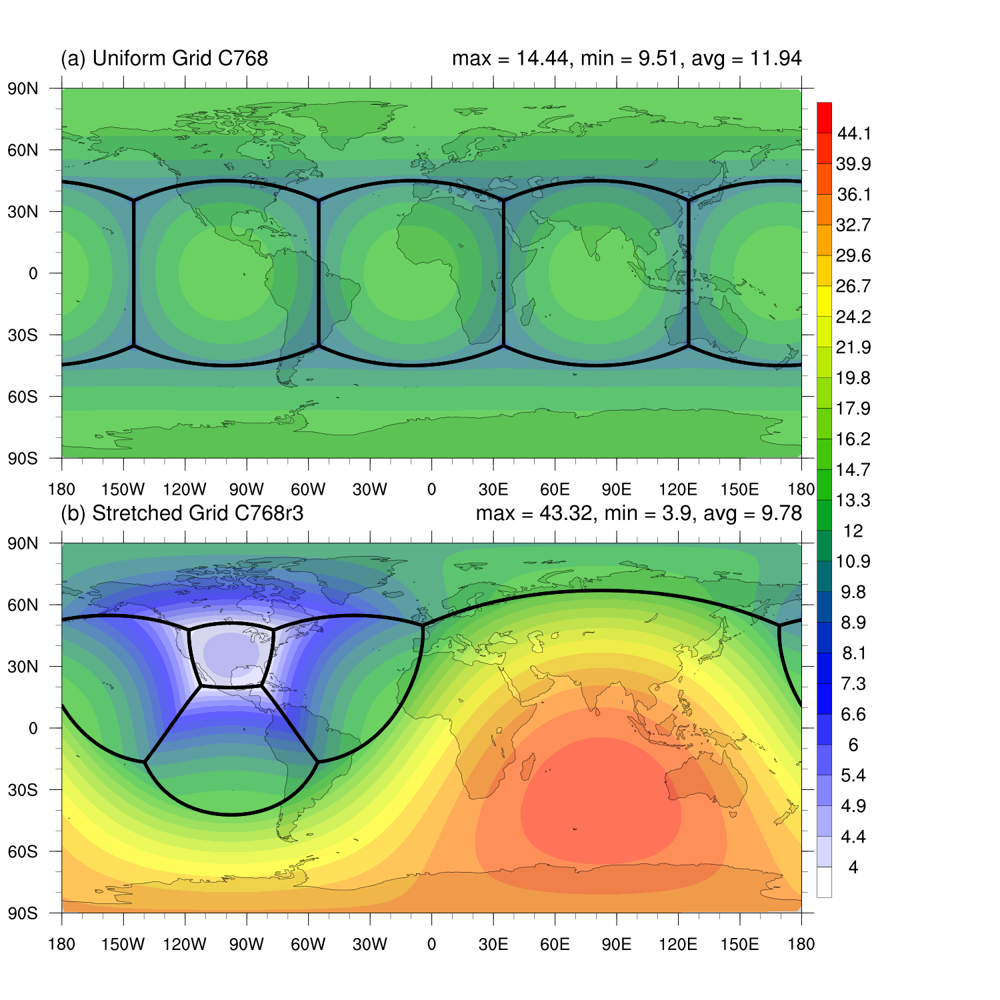 (a) Uniform Grid C768 max = 14.44, min = 9.51, avg = 11.94
90N
60N
30N
0
30S
60S
90S
180 150W 120W 90W 60W 30W 0 30E 60E 90E 120E 150E 180
(b) Stretched Grid C768r3 max = 43.32, min = 3.9, avg = 9.78
90N
60N
30N
0
30S
60S
90S
180 150W 120W 90W 60W 30W 0 30E 60E 90E 120E 150E 180
44.1
39.9
36.1
32.7
29.6
26.7
24.2
21.9
19.8
17.9
16.2
14.7
13.3
12
10.9
9.8
8.9
8.1
7.3
6.6
6
5.4
4.9
4.4
4